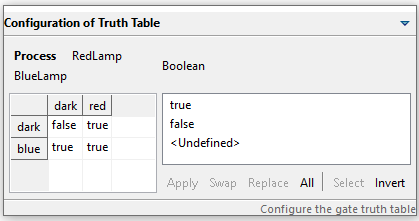 Configuration of Truth Table
Process RedLamp
BlueLamp
Boolean
dark red
dark false true
blue true true
true
false
<Undefined>
Apply Swap Replace All Select Invert
Configure the gate truth table